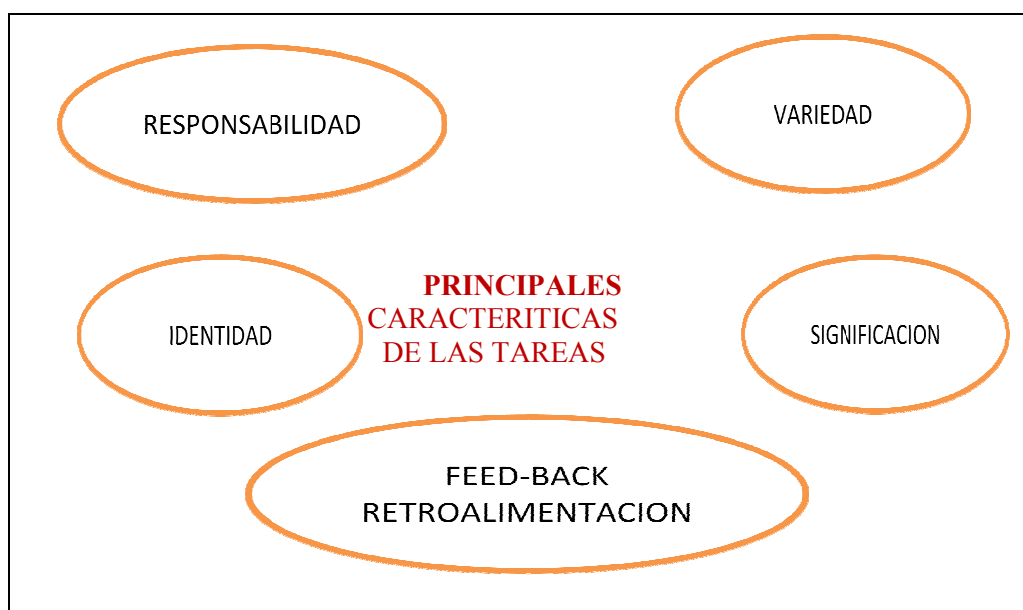 RESPONSABILIDAD
VARIEDAD
IDENTIDAD
PRINCIPALES
CARACTERITICAS
DE LAS TAREAS
SIGNIFICACION
FEED-BACK
RETROALIMENTACION